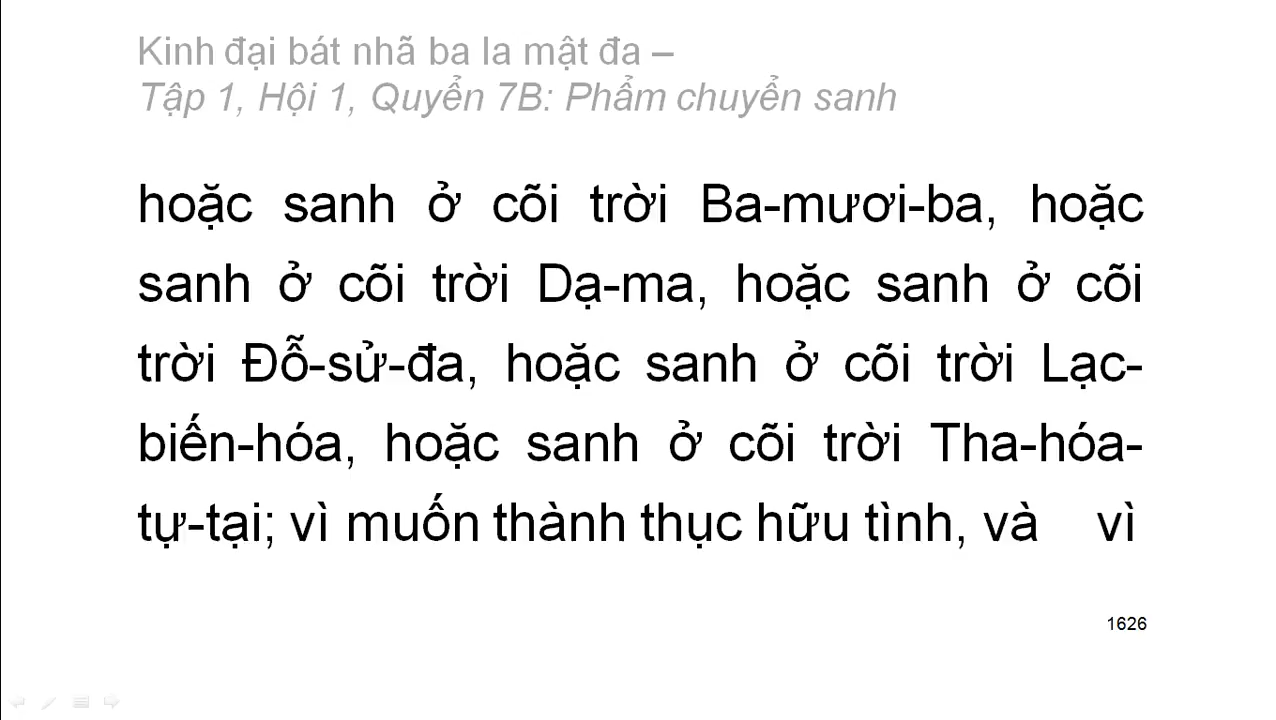 Kinh đại bát nhã ba la mật đa –
Tập 1, Hội 1, Quyển 7B: Phẩm chuyển sanh
hoặc sanh ở cõi trời Ba-mươi-ba, hoặc
sanh ở cõi trời Dạ-ma, hoặc sanh ở cõi
trời Đỗ-sử-đa, hoặc sanh ở cõi trời Lạc-
biến-hóa, hoặc sanh ở cõi trời Tha-hóa-
tự-tại; vì muốn thành thục hữu tình, và vì
1626